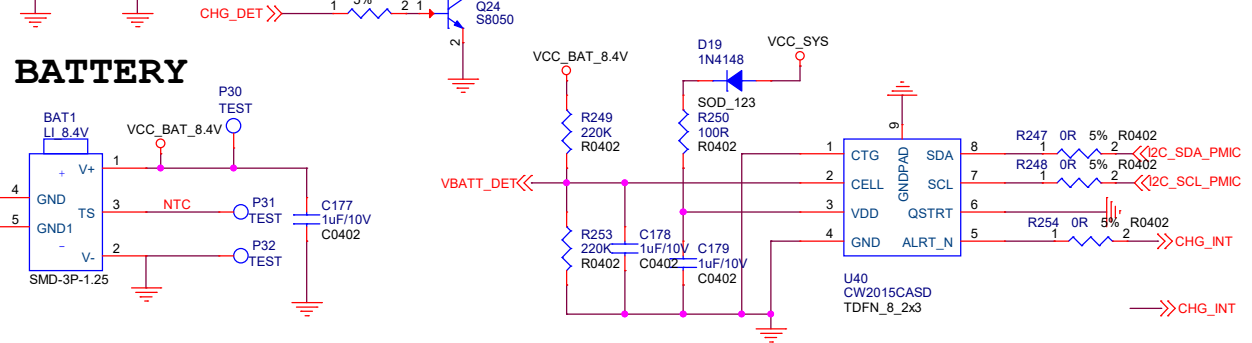 5%
CHG_DET
1
2
1
Q24
S8050
2
BATTERY
P30
TEST
BAT1
LI_8.4V
VCC_BAT_8.4V
1
V+
+
4
GND
TS
3
NTC
P31
TEST
5
GND1
-
V-
2
P32
TEST
SMD-3P-1.25
C177
1uF/10V
C0402
VCC_BAT_8.4V
R249
220K
R0402
D19
1N4148
SOD_123
VCC_SYS
R250
100R
R0402
VBATT_DET
R253
220K
R0402
C178
1uF/10V
C0402
C179
1uF/10V
C0402
1
CTG
2
CELL
3
VDD
4
GND
9
GNDPAD
SDA
8
SCL
7
QSTRT
6
ALRT_N
5
U40
CW2015CASD
TDFN_8_2x3
R247 0R 5% R0402
1
2
I2C_SDA_PMIC
R248 0R 5% R0402
1
2
I2C_SCL_PMIC
R254 0R 5% R0402
1
2
CHG_INT
CHG_INT